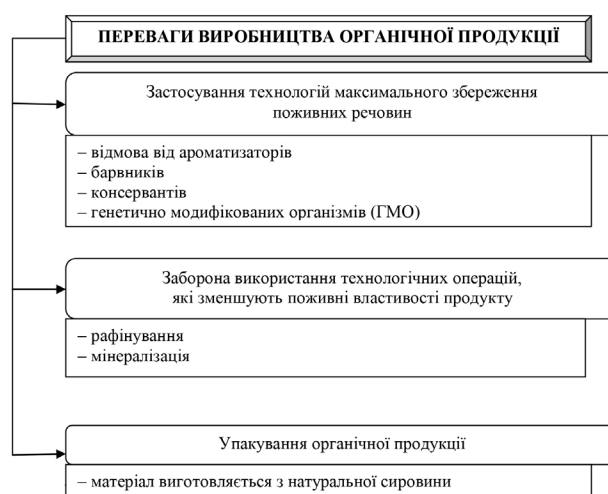 ПЕРЕВАГИ ВИРОБНИЦТВА ОРГАНІЧНОЇ ПРОДУКЦІЇ
Застосування технологій максимального збереження
поживних речовин
– відмова від ароматизаторів
– барвників
– консервантів
– генетично модифікованих організмів (ГМО)
Заборона використання технологічних операцій,
які зменшують поживні властивості продукту
– рафінування
– мінералізація
Упакування органічної продукції
– матеріал виготовляється з натуральної сировини